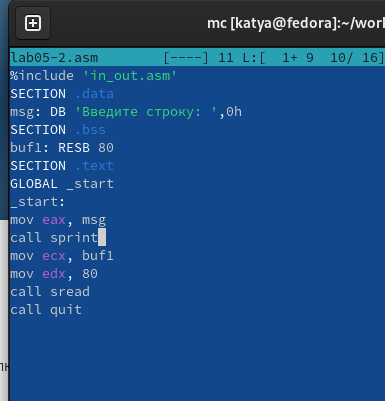 mc [katya@fedora]:~/worl
lab05-2.asm [----] 11 L:[ 1+ 9 10/ 16]
%include 'in_out.asm'
SECTION .data
msg: DB 'Введите строку: ',0h
SECTION .bss
buf1: RESB 80
SECTION .text
GLOBAL _start
_start:
mov eax, msg
call sprint
mov ecx, buf1
mov edx, 80
call sread
call quit